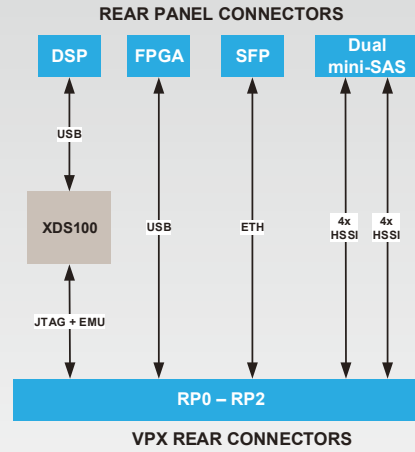 REAR PANEL CONNECTORS
DSP
FPGA
SFP
Dual
mini-SAS
USB
XDS100
USB
ETH
4x
HSSI
4x
HSSI
JTAG + EMU
RP0 – RP2
VPX REAR CONNECTORS